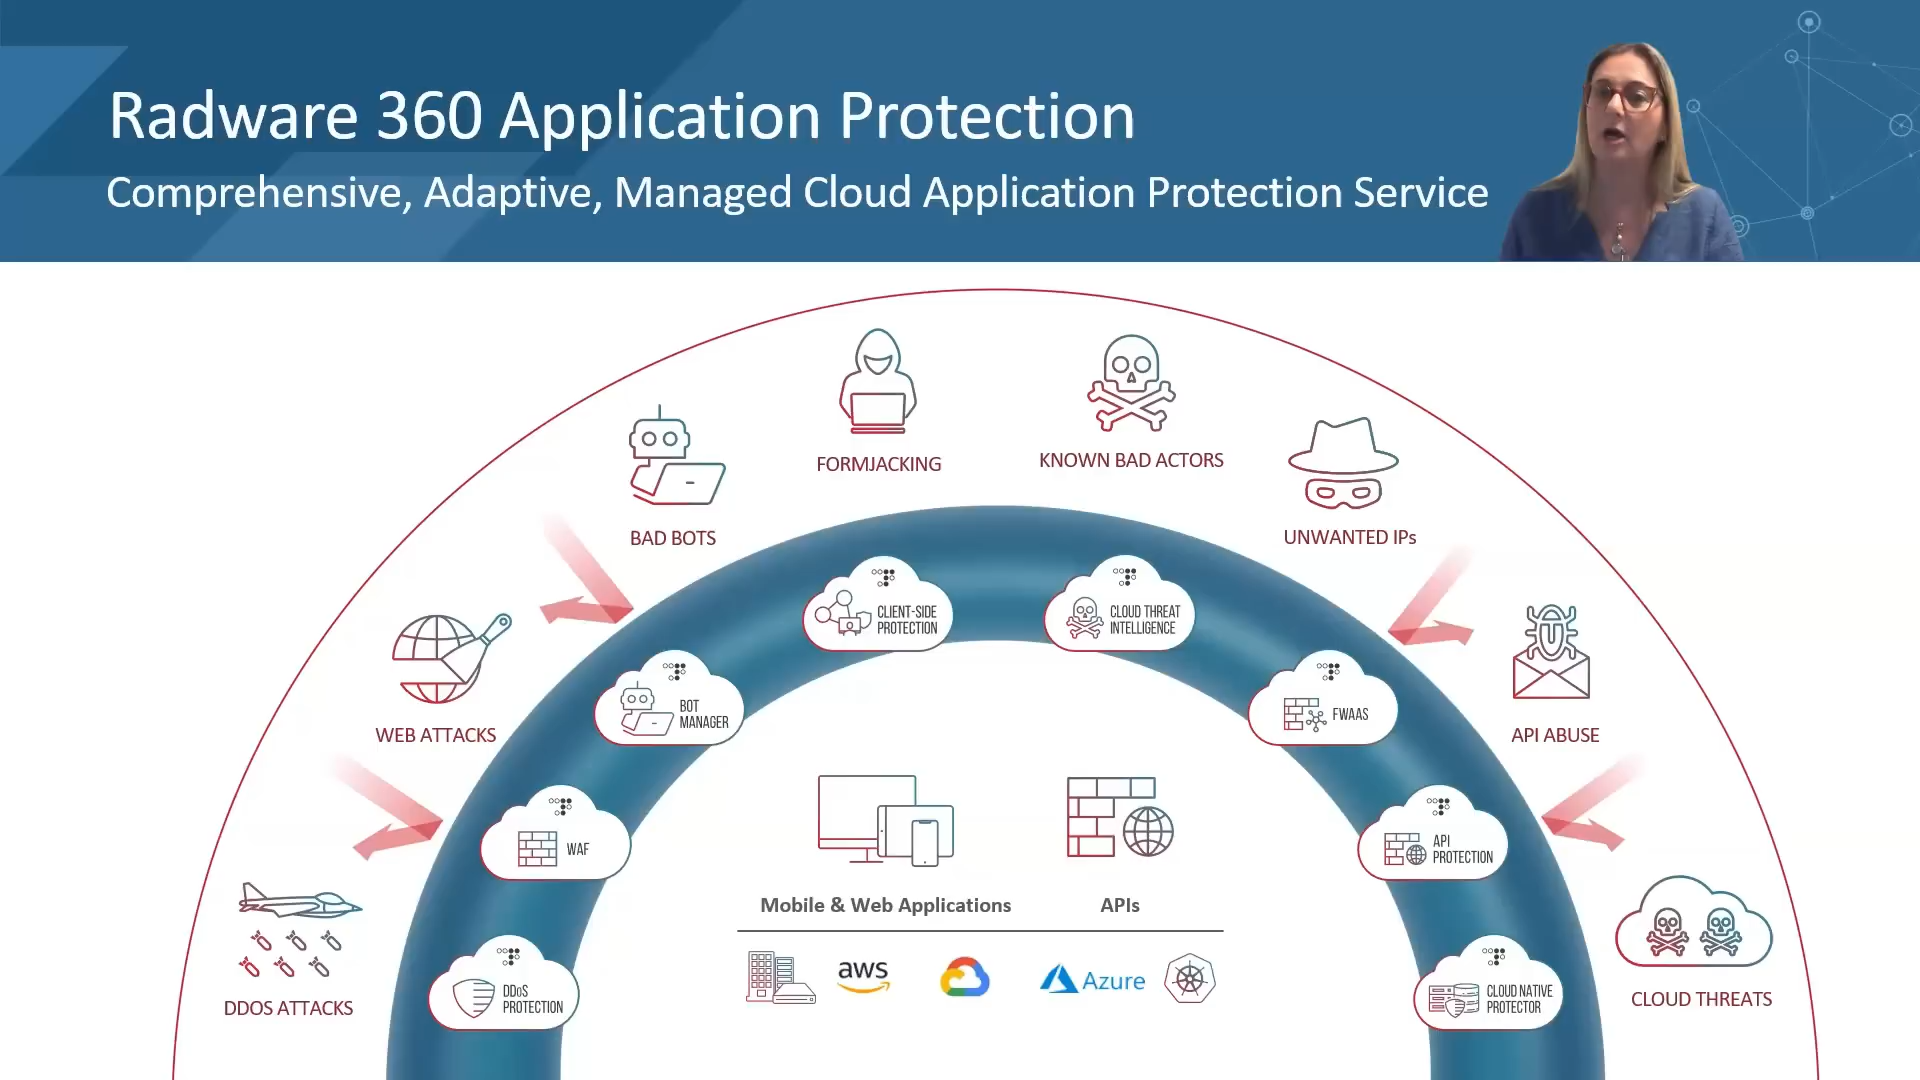 Radware 360 Application Protection
Comprehensive, Adaptive, Managed Cloud Application Protection Service
FORMJACKING
KNOWN BAD ACTORS
BAD BOTS
UNWANTED IPs
CLIENT-SIDE
PROTECTION
CLOUD THREAT
INTELLIGENCE
WEB ATTACKS
BOT
MANAGER
FWAAS
API ABUSE
WAF
API
PROTECTION
Mobile & Web Applications
APIs
DDOS ATTACKS
DDoS
PROTECTION
aws
Azure
CLOUD NATIVE
PROTECTOR
CLOUD THREATS